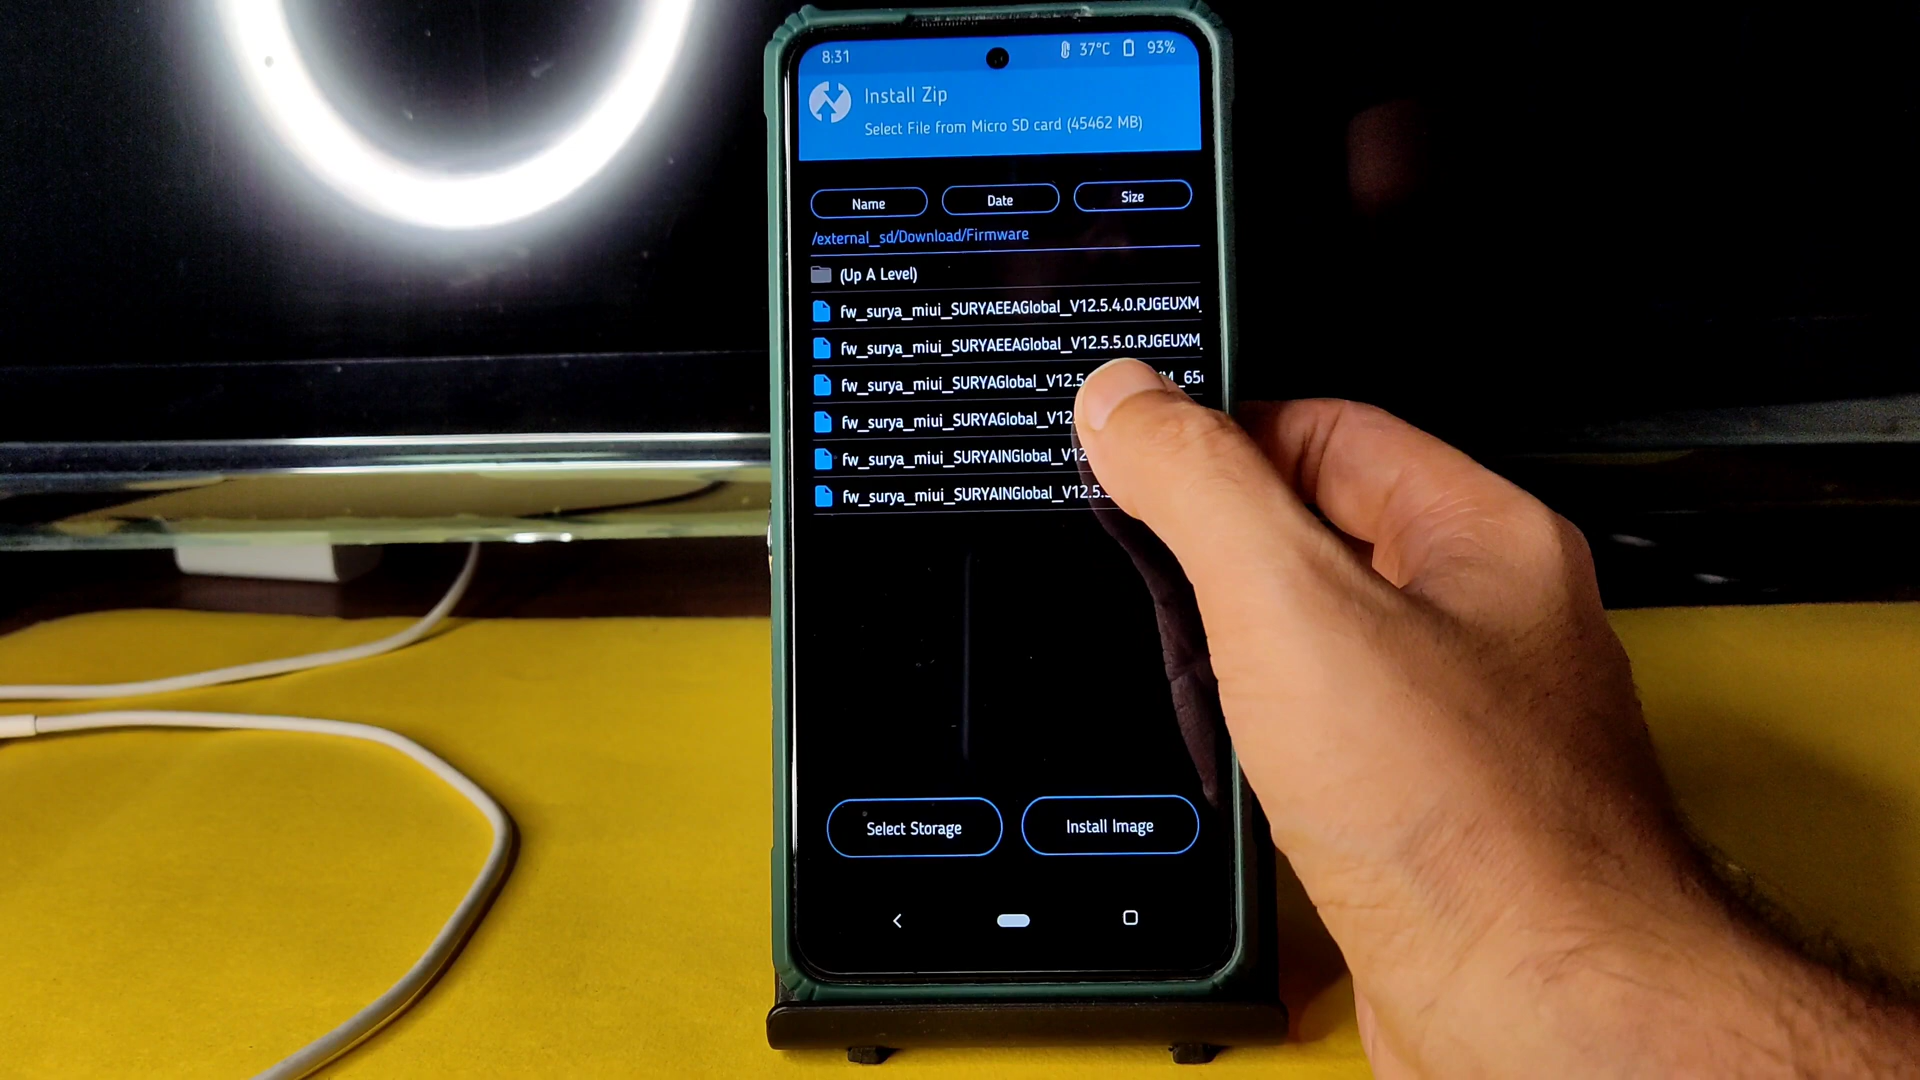 8:31 37°C 93%
Install Zip
Select File from Micro SD card (45462 MB)
Name Date Size
/external_sd/Download/Firmware
(Up A Level)
fw_surya_miui_SURYAEEAGlobal_V12.5.4.0.RJGEUXM_
fw_surya_miui_SURYAEEAGlobal_V12.5.5.0.RJGEUXM_
fw_surya_miui_SURYAGlobal_V12.5 M_65
fw_surya_miui_SURYAGlobal_V12.
fw_surya_miui_SURYAINGlobal_V12
fw_surya_miui_SURYAINGlobal_V12.5.
Select Storage Install Image